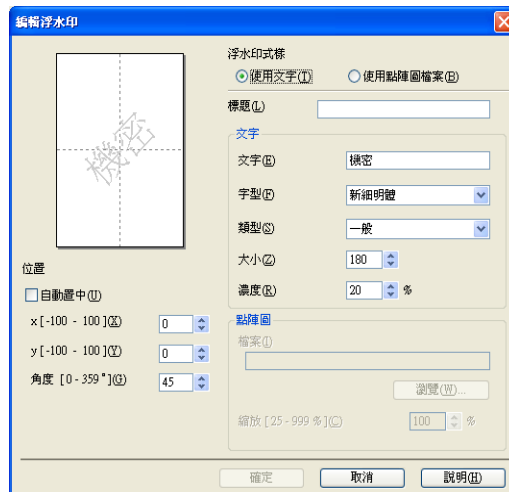 編輯浮水印
機密
浮水印式樣
使用文字(T) 使用點陣圖檔案(B)
標題(L)
文字
文字(E) 機密
字型(F) 新細明體
類型(S) 一般
大小(Z) 180
濃度(R) 20 %
位置
自動置中(U)
x [-100 - 100 ](X) 0
y [-100 - 100 ](Y) 0
角度 [0 - 359 °](G) 45
點陣圖
檔案(I)
瀏覽(W)...
縮放 [ 25 - 999 % ](C) 100 %
確定 取消 說明(H)